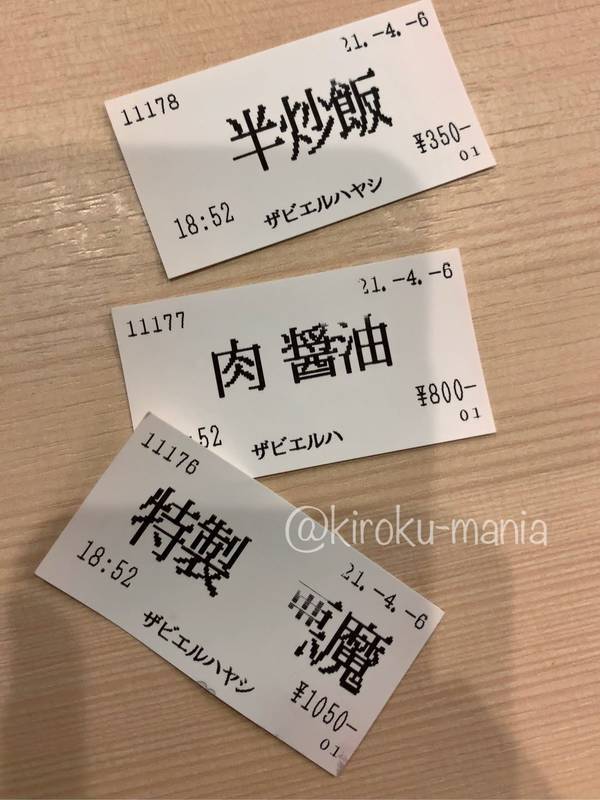 21.-4.-6
11178
半炒飯
¥350-
01
18:52
ザビエルハヤシ
21.-4.-6
11177
肉 醤油
¥800-
01
52
ザビエルハ
11176
特製
21.-4.-6
18:52
悪魔
ザビエルハヤシ
¥1050-
01
@kiroku-mania